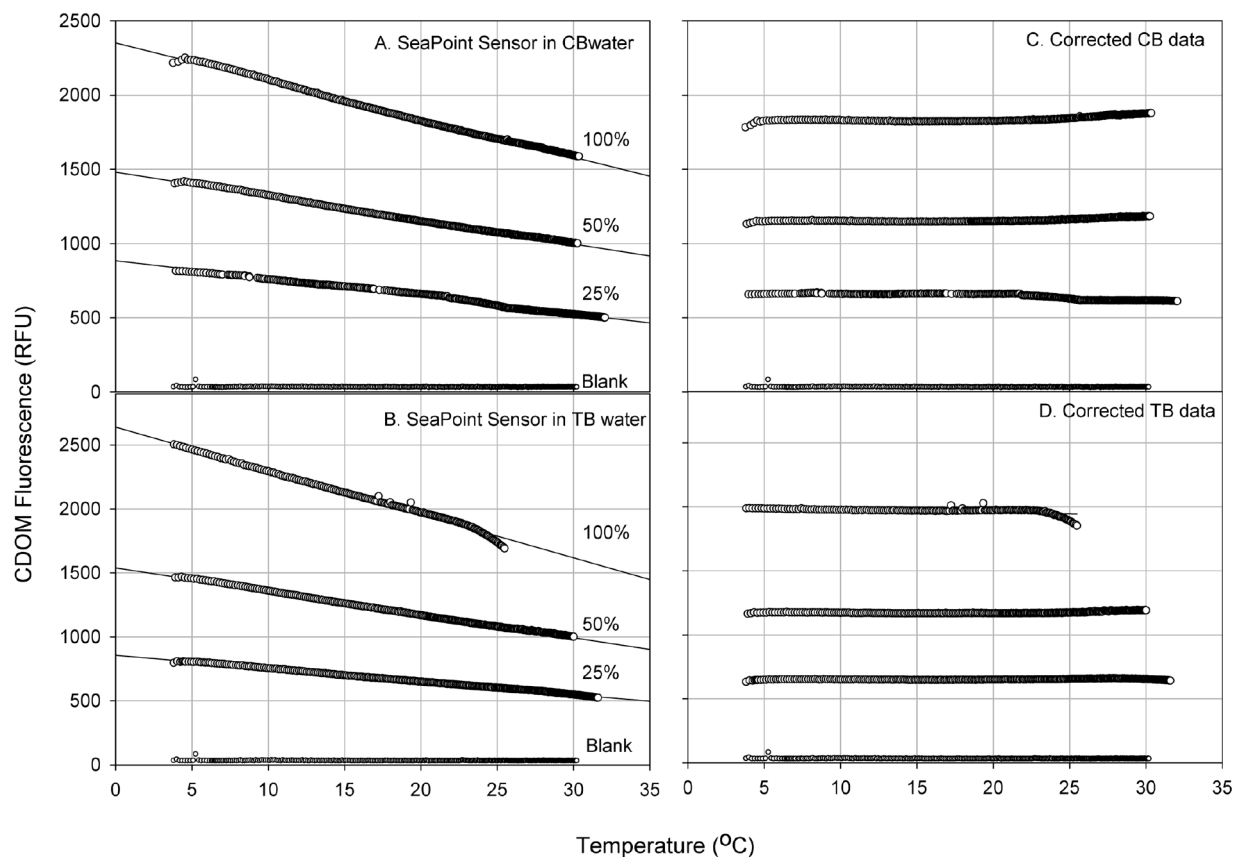 A. SeaPoint Sensor in CBwater
C. Corrected CB data
2500
2000
1500
1000
500
0
100%
50%
25%
Blank
B. SeaPoint Sensor in TB water
D. Corrected TB data
2500
2000
1500
1000
500
0
100%
50%
25%
Blank
0 5 10 15 20 25 30 35
0 5 10 15 20 25 30 35
CDOM Fluorescence (RFU)
Temperature (°C)